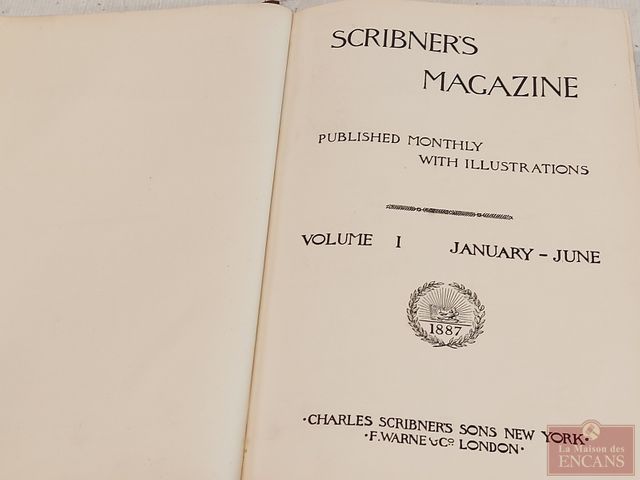 SCRIBNER'S
MAGAZINE
PUBLISHED MONTHLY
WITH ILLUSTRATIONS
VOLUME I JANUARY – JUNE
1887
·CHARLES SCRIBNER'S SONS NEW YORK·
·F. WARNE & Co. LONDON·
La Maison des
ENCANS